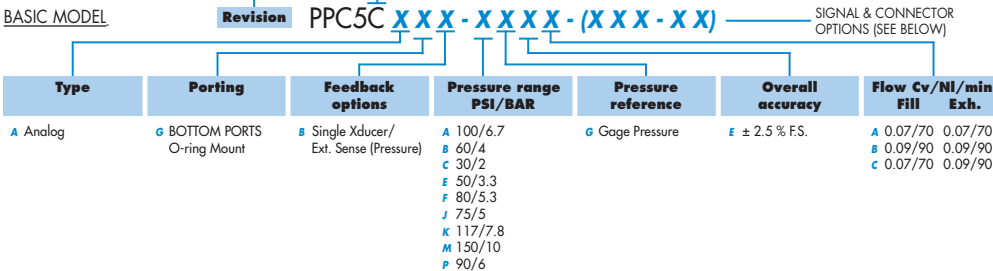 BASIC MODEL
Revision
PPC5C X X X - X X X X - (X X X - X X)
SIGNAL & CONNECTOR
OPTIONS (SEE BELOW)
Type
A Analog
Porting
G BOTTOM PORTS
O-ring Mount
Feedback
options
B Single Xducer/
Ext. Sense (Pressure)
Pressure range
PSI/BAR
A 100/6.7
B 60/4
C 30/2
E 50/3.3
F 80/5.3
J 75/5
K 117/7.8
M 150/10
P 90/6
Pressure
reference
G Gage Pressure
Overall
accuracy
E ± 2.5 % F.S.
Flow Cv/Nl/min
Fill Exh.
A 0.07/70 0.07/70
B 0.09/90 0.09/90
C 0.07/70 0.09/90